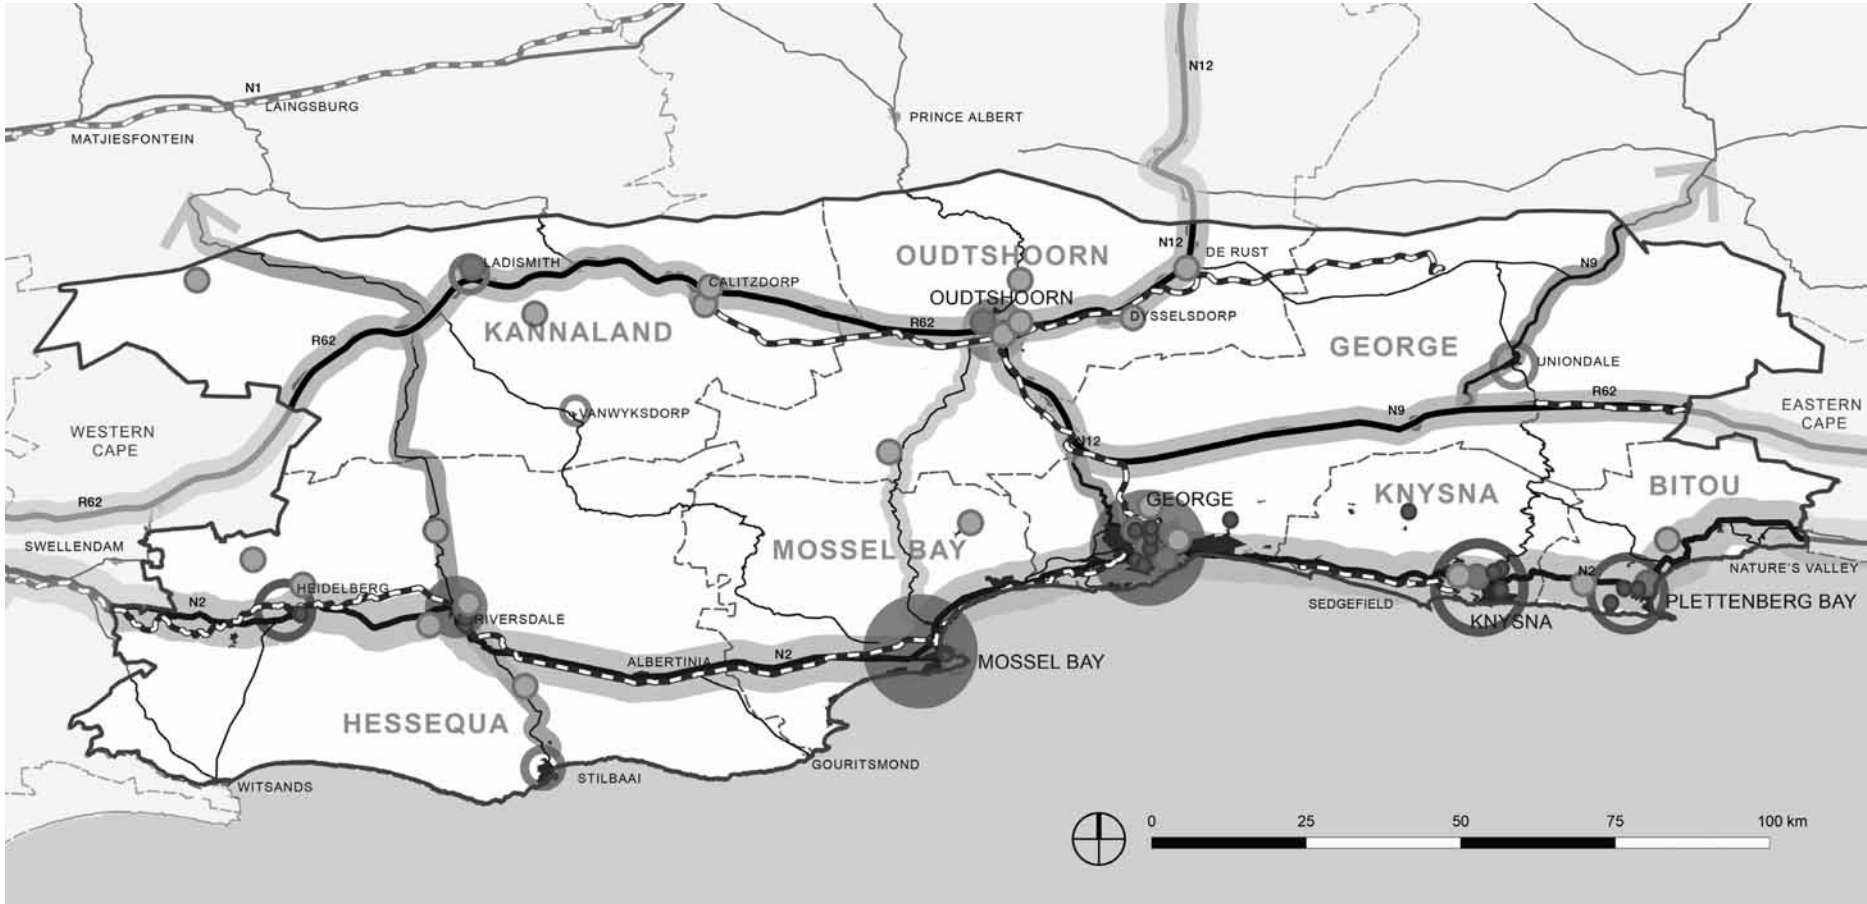 N12
N1
LAINGSBURG
PRINCE ALBERT
MATJIESFONTEIN
N12
DE RUST
OUDTSHOORN
LADISMITH
N9
CALITZDORP
OUDTSHOORN
DYSSELSDORP
R62
KANNALAND
R62
GEORGE
UNIONDALE
R62
VANWYKSDORP
N9
WESTERN
CAPE
EASTERN
CAPE
N12
R62
GEORGE
KNYSNA
BITOU
SWELLENDAM
MOSSEL BAY
NATURE'S VALLEY
N2
HEIDELBERG
N2
SEDGEFIELD
PLETTENBERG BAY
RIVERSDALE
KNYSNA
ALBERTINIA
N2
MOSSEL BAY
HESSEQUA
GOURITSMOND
STILBAAI
WITSANDS
0 25 50 75 100 km